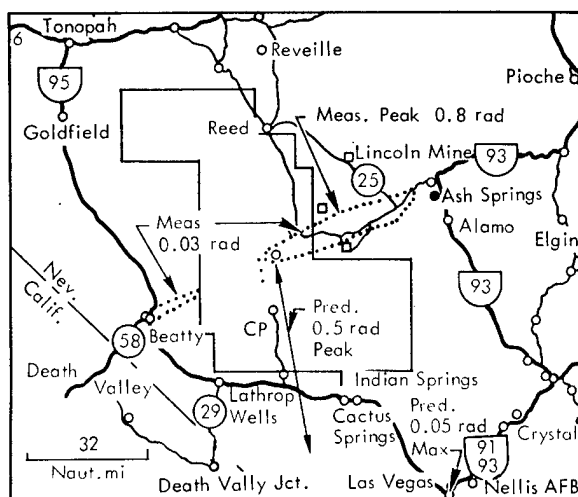 6
Tonopah
Reveille
Pioche
95
Goldfield
Meas. Peak 0.8 rad
Reed
Lincoln Mine
93
25
Ash Springs
Alamo
Elgin
Meas
0.03 rad
93
Nev.
Calif.
58
Beatty
CP
Pred.
0.5 rad
Peak
Death
Valley
29
Lathrop
Wells
Indian Springs
Cactus
Springs
Pred.
0.05 rad
Max
91
93
Crystal
32
Naut. mi
Death Vally Jct.
Las Vegas
Nellis AFB